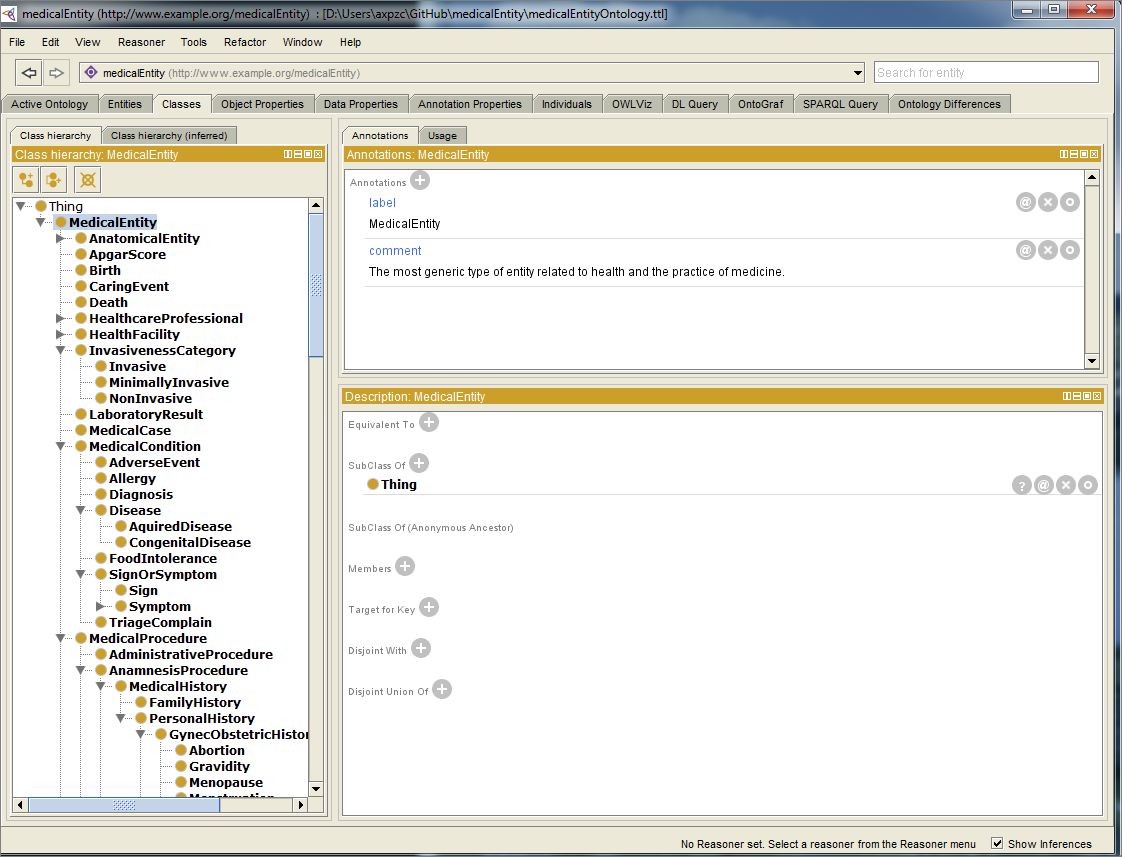 medicalEntity (http://www.example.org/medicalEntity)  : [D:\Users\axpzc\GitHub\medicalEntity\medicalEntityOntology.ttl]
File Edit View Reasoner Tools Refactor Window Help
medicalEntity (http://www.example.org/medicalEntity)
Search for entity
Active Ontology Entities Classes Object Properties Data Properties Annotation Properties Individuals OWLViz DL Query OntoGraf SPARQL Query Ontology Differences
Class hierarchy Class hierarchy (inferred)
Class hierarchy: MedicalEntity
Thing
MedicalEntity
AnatomicalEntity
ApgarScore
Birth
CaringEvent
Death
HealthcareProfessional
HealthFacility
InvasivenessCategory
Invasive
MinimallyInvasive
NonInvasive
LaboratoryResult
MedicalCase
MedicalCondition
AdverseEvent
Allergy
Diagnosis
Disease
AquiredDisease
CongenitalDisease
FoodIntolerance
SignOrSymptom
Sign
Symptom
TriageComplain
MedicalProcedure
AdministrativeProcedure
AnamnesisProcedure
MedicalHistory
FamilyHistory
PersonalHistory
GynecObstetricHistor
Abortion
Gravidity
Menopause
Menstruation
Annotations Usage
Annotations: MedicalEntity
Annotations
label
MedicalEntity
comment
The most generic type of entity related to health and the practice of medicine.
Description: MedicalEntity
Equivalent To
SubClass Of
Thing
SubClass Of (Anonymous Ancestor)
Members
Target for Key
Disjoint With
Disjoint Union Of
No Reasoner set. Select a reasoner from the Reasoner menu
Show Inferences